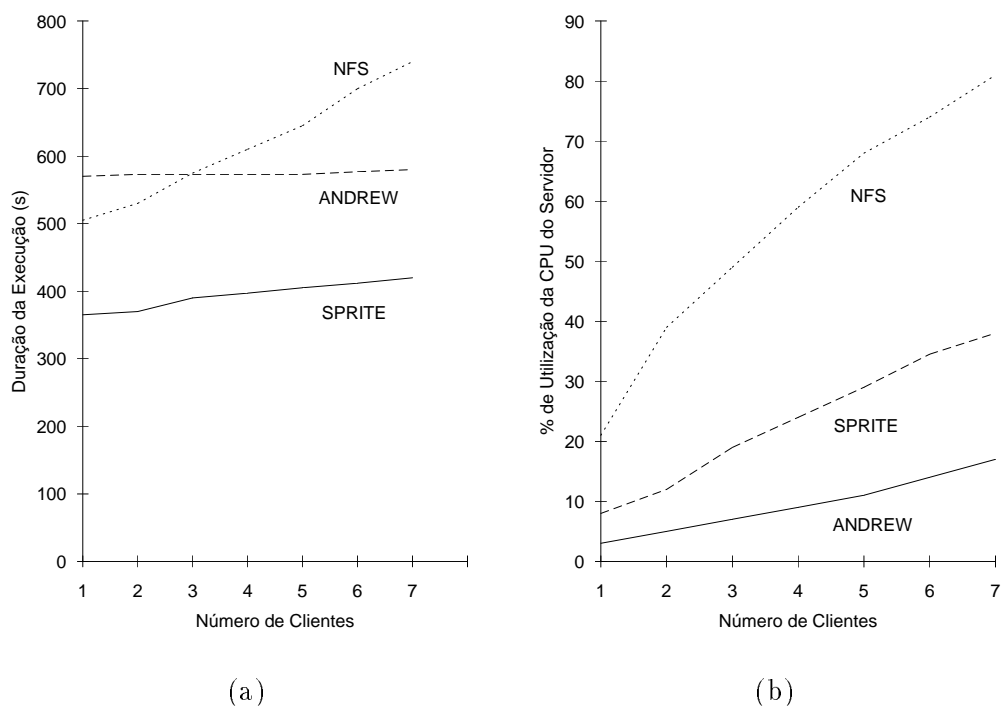 800
700
600
500
400
300
200
100
0
Duração da Execução (s)
NFS
ANDREW
SPRITE
1 2 3 4 5 6 7
Número de Clientes
(a)
90
80
70
60
50
40
30
20
10
0
% de Utilização da CPU do Servidor
NFS
SPRITE
ANDREW
1 2 3 4 5 6 7
Número de Clientes
(b)